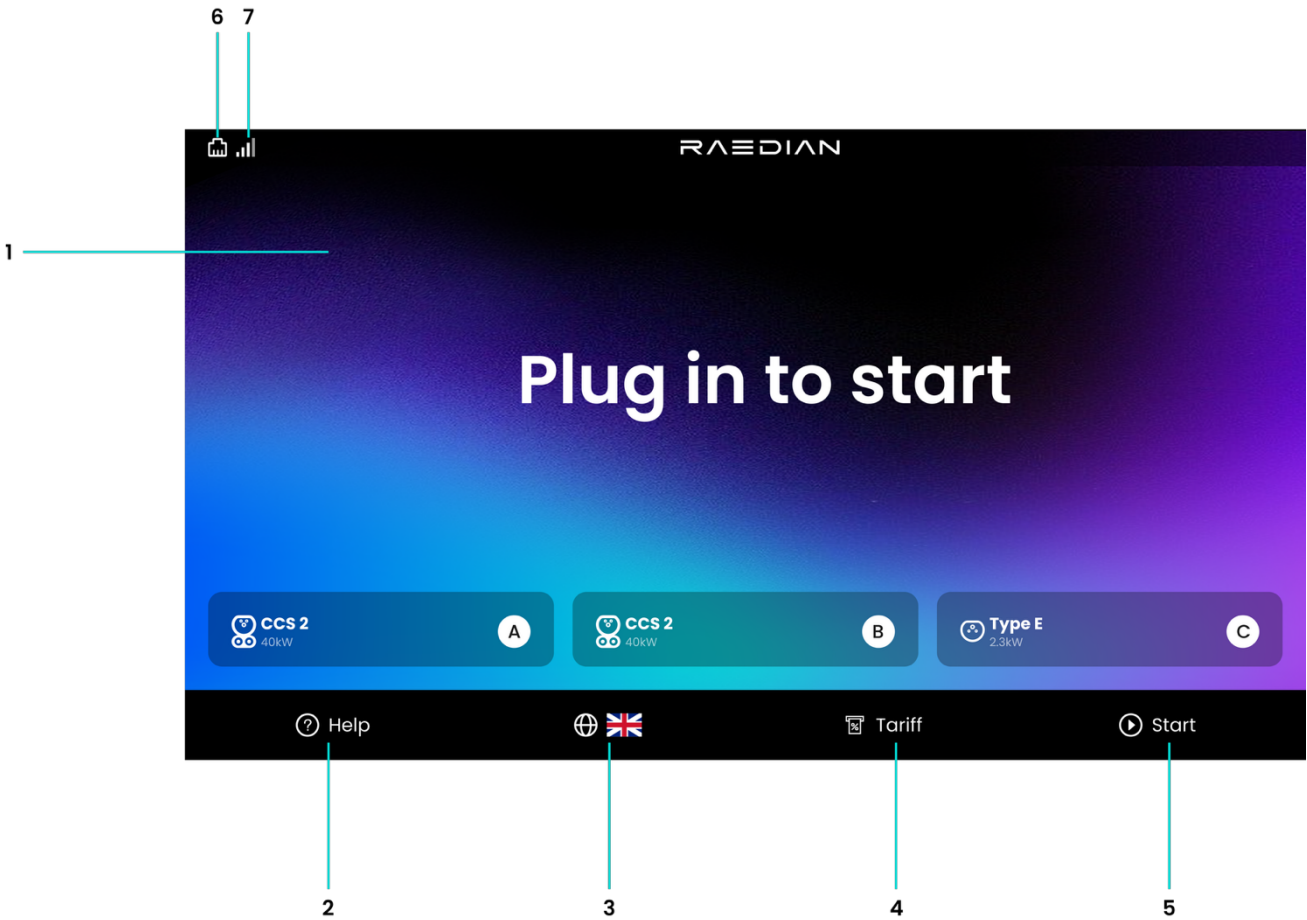 6 7
RAEDIAN
1
Plug in to start
CCS 2
40kW
A
CCS 2
40kW
B
Type E
2.3kW
C
Help
Tariff
Start
2
3
4
5